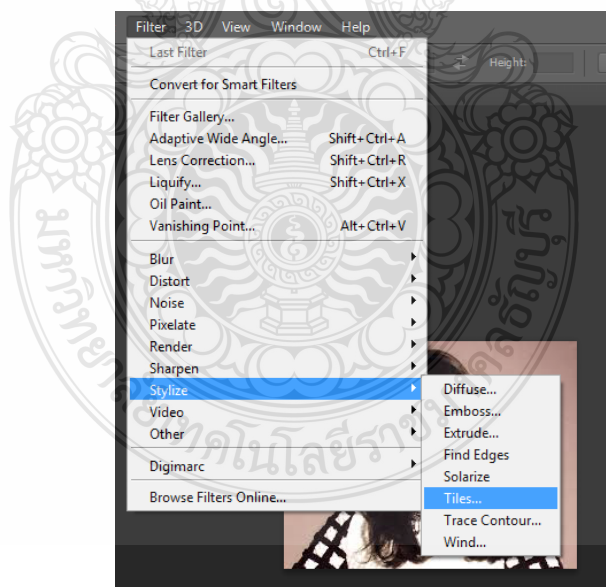 Filter 3D View Window Help
Last Filter Ctrl+F
Height:
Convert for Smart Filters
Filter Gallery...
Adaptive Wide Angle... Shift+Ctrl+A
Lens Correction... Shift+Ctrl+R
Liquify... Shift+Ctrl+X
Oil Paint...
Vanishing Point... Alt+Ctrl+V
Blur
Distort
Noise
Pixelate
Render
Sharpen
Stylize
Video
Other
Digimarc
Browse Filters Online...
Diffuse...
Emboss...
Extrude...
Find Edges
Solarize
Tiles...
Trace Contour...
Wind...